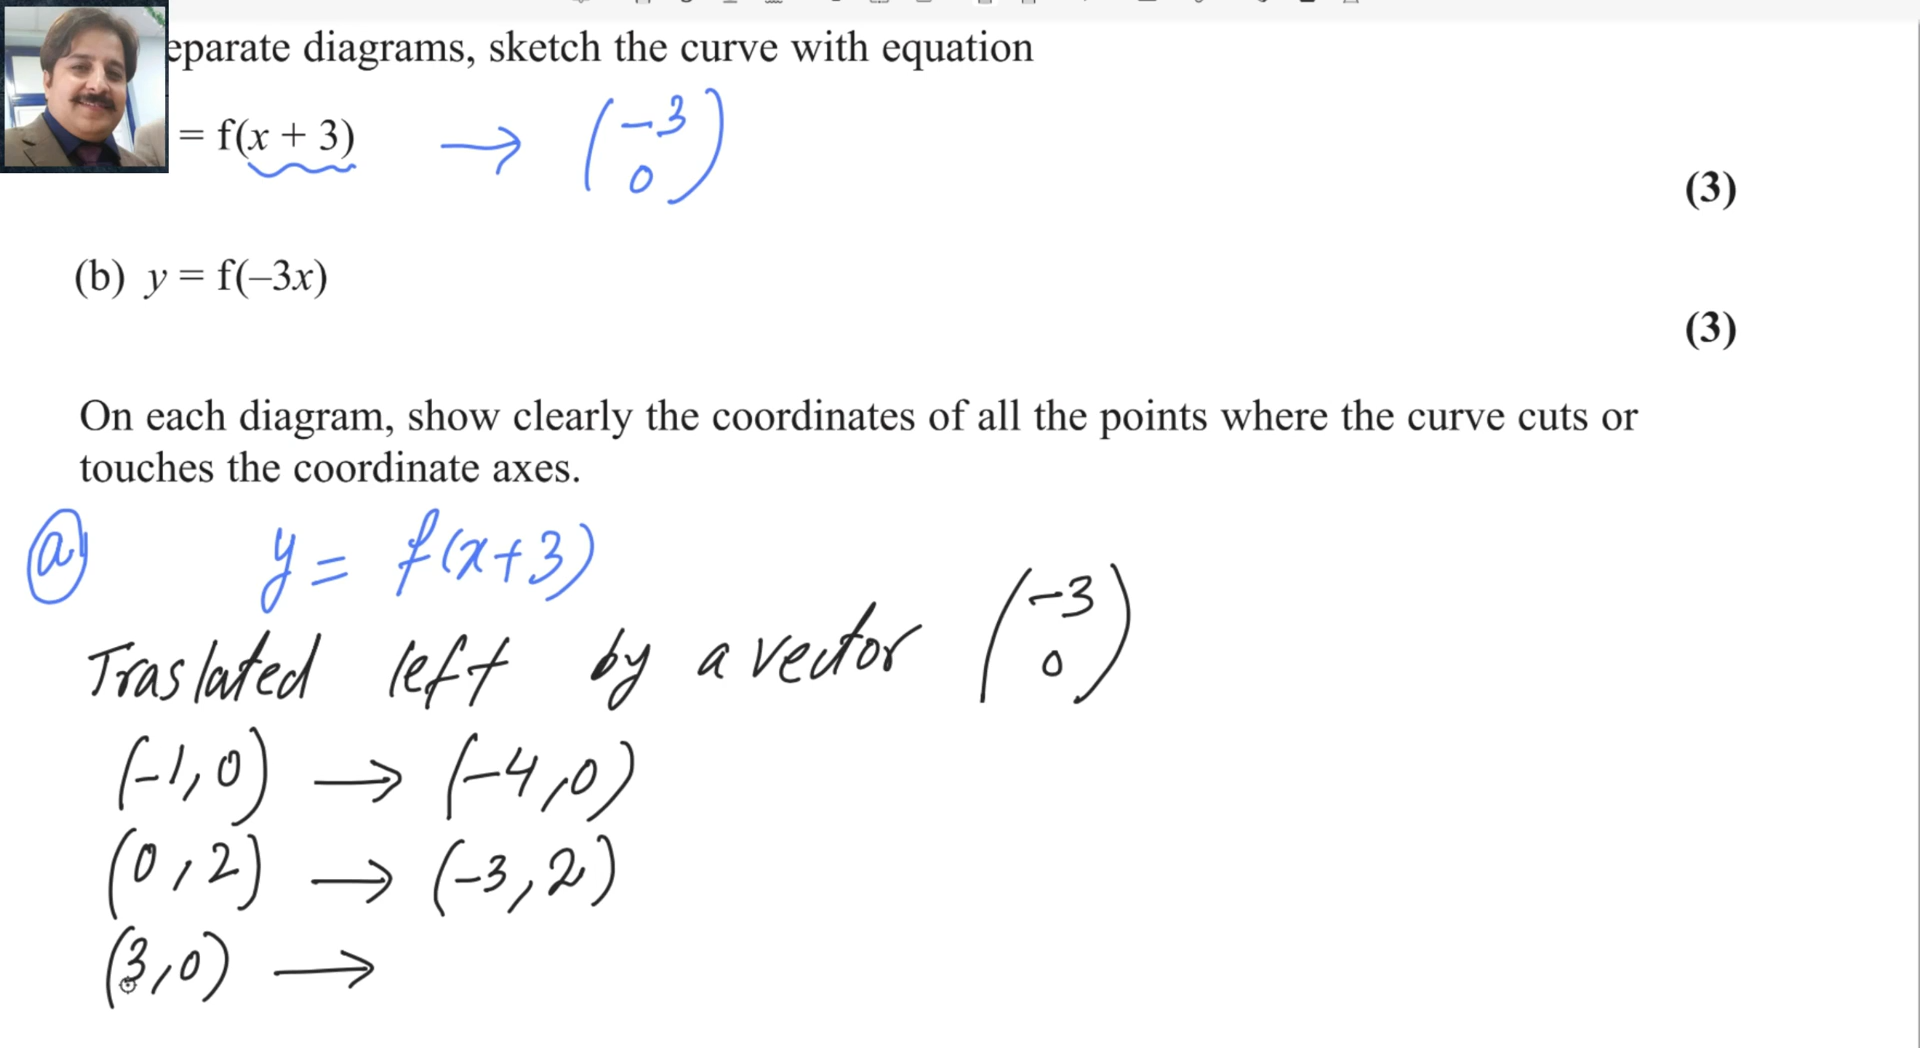 eparate diagrams, sketch the curve with equation
= f(x + 3) → (−3 0)
(3)
(b) y = f(–3x)
(3)
On each diagram, show clearly the coordinates of all the points where the curve cuts or
touches the coordinate axes.
(a) y = f(x+3)
Traslated left by a vector (−3 0)
(-1,0) → (-4,0)
(0,2) → (-3,2)
(3,0) →